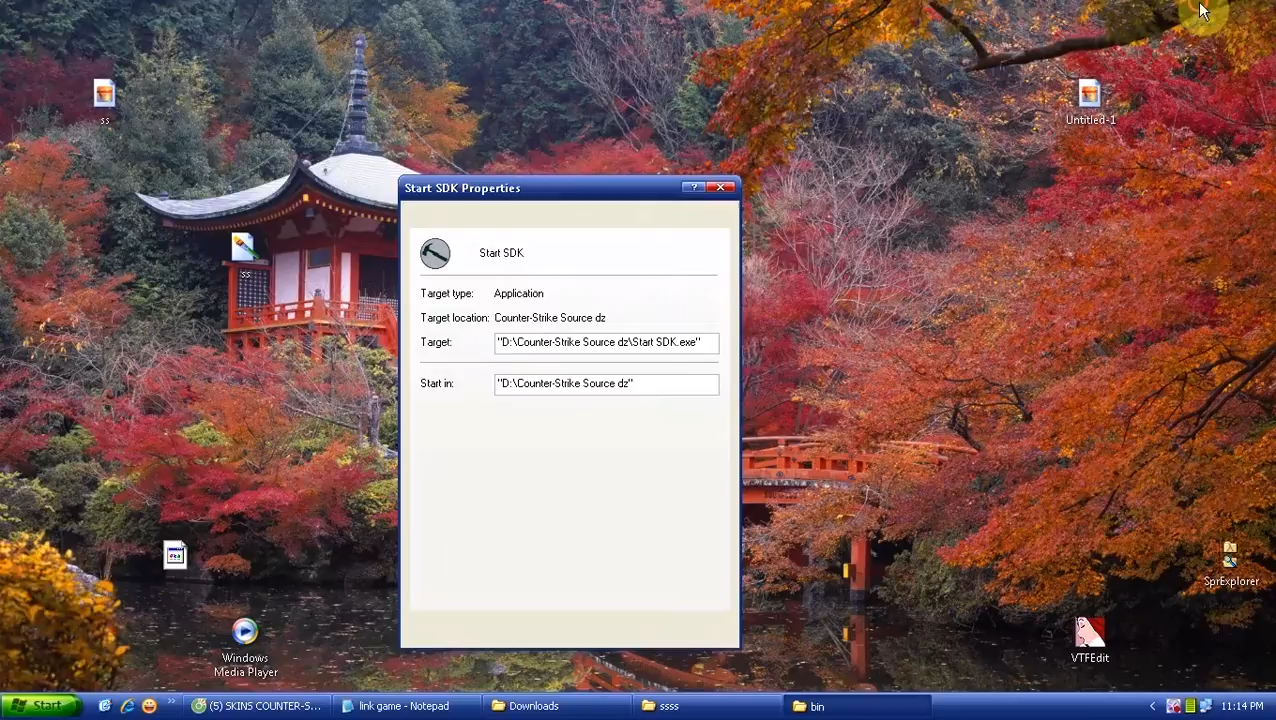 ss
Untitled-1
Start SDK Properties
Start SDK
ss
Target type: Application
Target location: Counter-Strike Source dz
Target: "D:\Counter-Strike Source dz\Start SDK.exe"
Start in: "D:\Counter-Strike Source dz"
SprExplorer
Windows
Media Player
VTFEdit
Start
(5) SKINS COUNTER-S...
link game - Notepad
Downloads
ssss
bin
11:14 PM